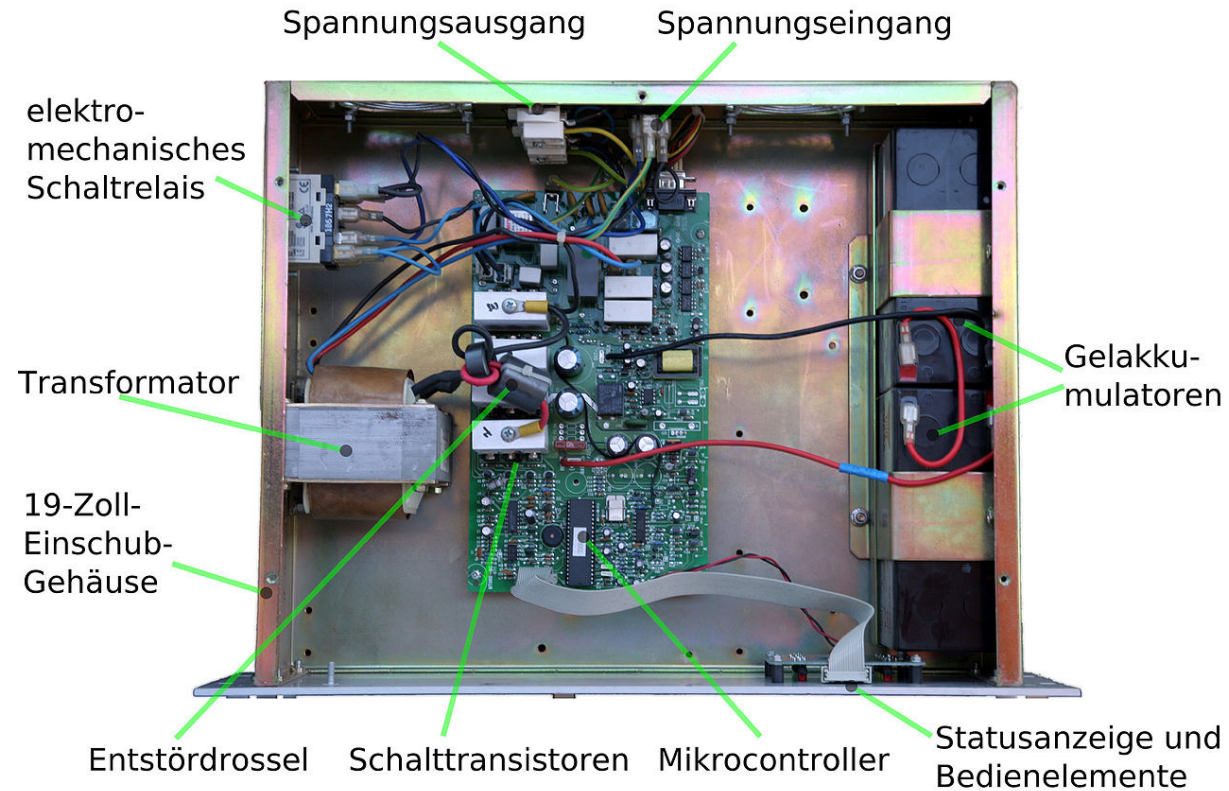 Spannungsausgang
Spannungseingang
elektro-
mechanisches
Schaltrelais
Transformator
19-Zoll-
Einschub-
Gehäuse
Gelakku-
mulatoren
Entstördrossel
Schalttransistoren
Mikrocontroller
Statusanzeige und
Bedienelemente